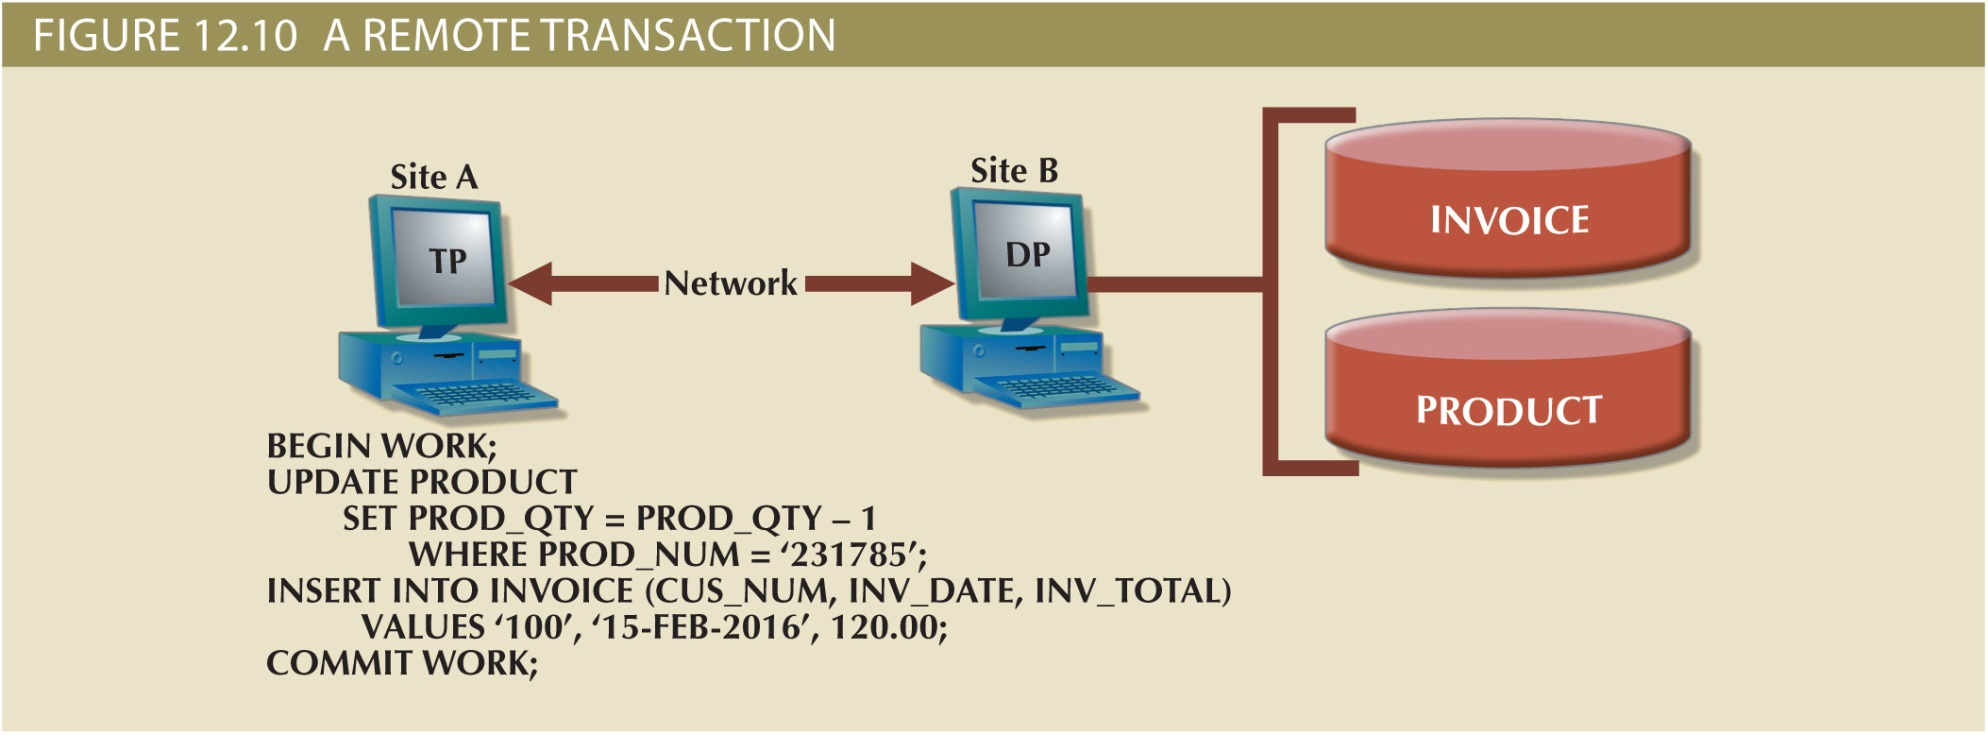 FIGURE 12.10 A REMOTE TRANSACTION
Site A
Site B
TP
Network
DP
INVOICE
PRODUCT
BEGIN WORK;
UPDATE PRODUCT
SET PROD_QTY = PROD_QTY – 1
WHERE PROD_NUM = ‘231785’;
INSERT INTO INVOICE (CUS_NUM, INV_DATE, INV_TOTAL)
VALUES ‘100’, ‘15-FEB-2016’, 120.00;
COMMIT WORK;